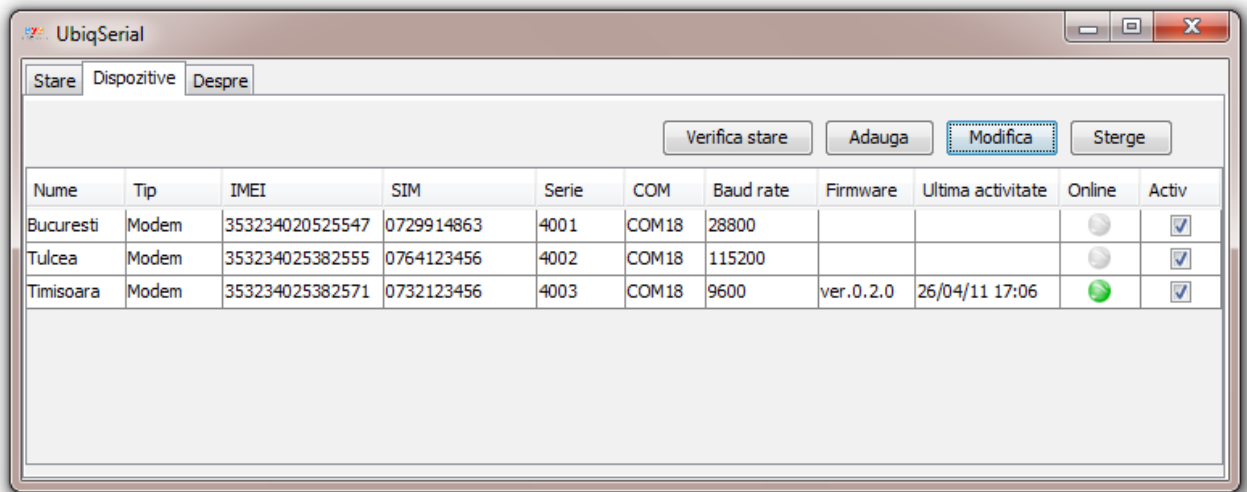 UbiqSerial
Stare Dispozitive Despre
Verifica stare Adauga Modifica Sterge
Nume Tip IMEI SIM Serie COM Baud rate Firmware Ultima activitate Online Activ
Bucuresti Modem 353234020525547 0729914863 4001 COM18 28800
Tulcea Modem 353234025382555 0764123456 4002 COM18 115200
Timisoara Modem 353234025382571 0732123456 4003 COM18 9600 ver.0.2.0 26/04/11 17:06